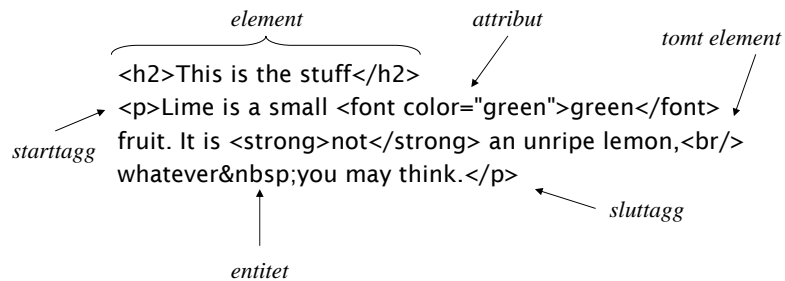 element
attribut
tomt element
<h2>This is the stuff</h2>
<p>Lime is a small <font color="green">green</font>
starttagg
fruit. It is <strong>not</strong> an unripe lemon,<br/>
whatever&nbsp;you may think.</p>
sluttagg
entitet